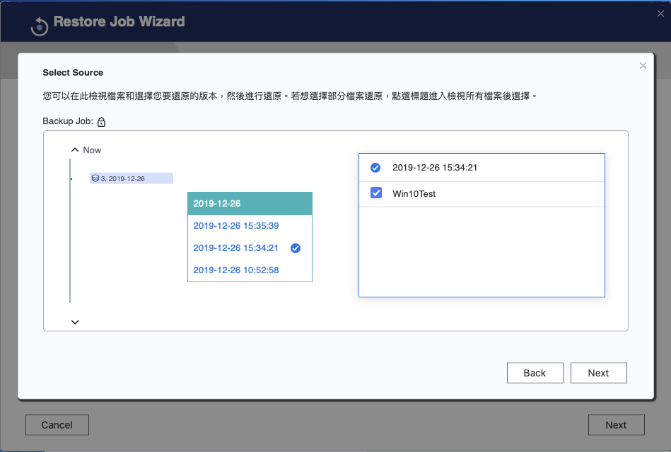 Restore Job Wizard
Select Source
您可以在此檢視檔案和選擇您要還原的版本，然後進行還原。若想選擇部分檔案還原，點選標題進入檢視所有檔案後選擇。
Backup Job:
Now
3, 2019-12-26
2019-12-26
2019-12-26 15:35:39
2019-12-26 15:34:21
2019-12-26 10:52:58
2019-12-26 15:34:21
Win10Test
Back
Next
Cancel
Next